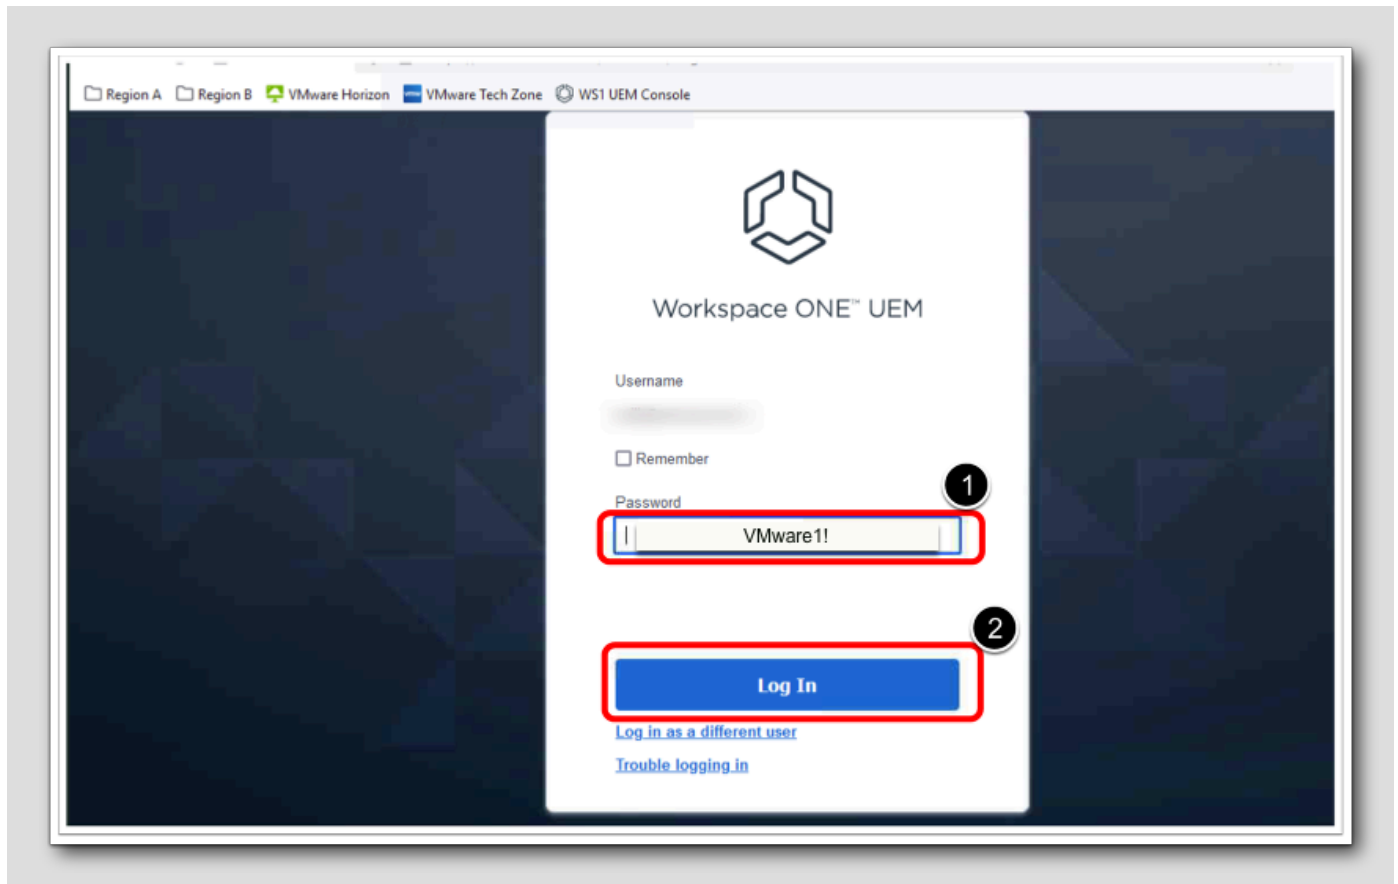 Region A Region B VMware Horizon VMware Tech Zone WS1 UEM Console
Workspace ONE™ UEM
Username
Remember
1
Password
VMware1!
2
Log In
Log in as a different user
Trouble logging in